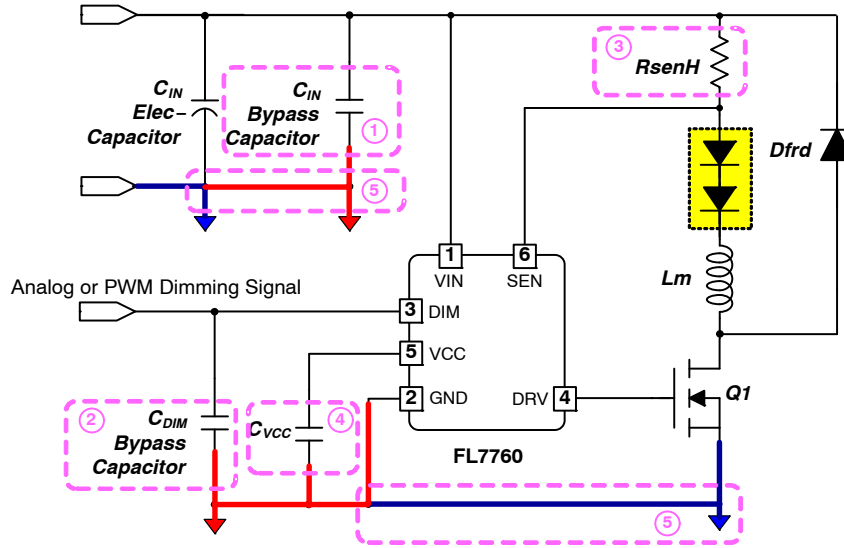 C_IN
Elec-
Capacitor
C_IN
Bypass
Capacitor
①
③
RsenH
Dfrd
⑤
1
VIN
6
SEN
Lm
Analog or PWM Dimming Signal
3
DIM
5
VCC
2
GND
DRV
4
Q1
②
C_DIM
Bypass
Capacitor
C_VCC
④
FL7760
⑤